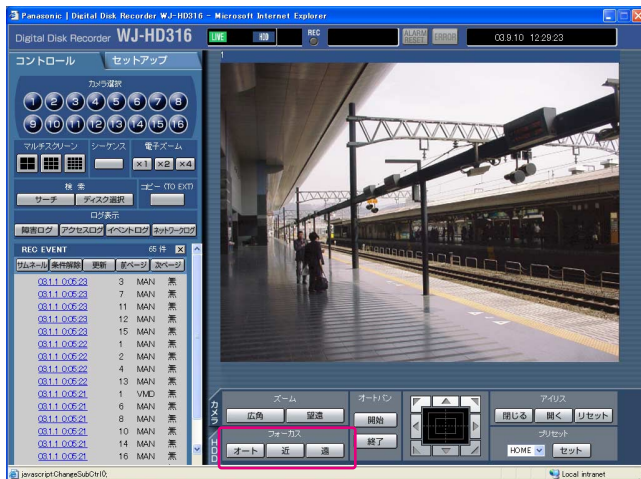 Panasonic | Digital Disk Recorder WJ-HD316 - Microsoft Internet Explorer
Digital Disk Recorder WJ-HD316
LIVE HDD REC ALARM RESET ERROR 03.9.10 12:29:23
コントロール セットアップ
カメラ選択
1 2 3 4 5 6 7 8
9 10 11 12 13 14 15 16
マルチスクリーン シーケンス 電子ズーム
×1 ×2 ×4
検索 コピー (TO EXT)
サーチ ディスク選択
ログ表示
障害ログ アクセスログ イベントログ ネットワークログ
REC EVENT 65 件 X
サムネール 条件解除 更新 前ページ 次ページ
03.1.1 0:05:23 3 MAN 無
03.1.1 0:05:23 7 MAN 無
03.1.1 0:05:23 11 MAN 無
03.1.1 0:05:23 12 MAN 無
03.1.1 0:05:23 15 MAN 無
03.1.1 0:05:22 1 MAN 無
03.1.1 0:05:22 2 MAN 無
03.1.1 0:05:22 4 MAN 無
03.1.1 0:05:22 13 MAN 無
03.1.1 0:05:21 1 VMD 無
03.1.1 0:05:21 6 MAN 無
03.1.1 0:05:21 8 MAN 無
03.1.1 0:05:21 10 MAN 無
03.1.1 0:05:21 14 MAN 無
03.1.1 0:05:21 16 MAN 無
1
カメラ
HDD
ズーム
広角 望遠
フォーカス
オート 近 遠
オートパン
開始
終了
アイリス
閉じる 開く リセット
プリセット
HOME セット
javascript:ChangeSubCtrl(); Local intranet